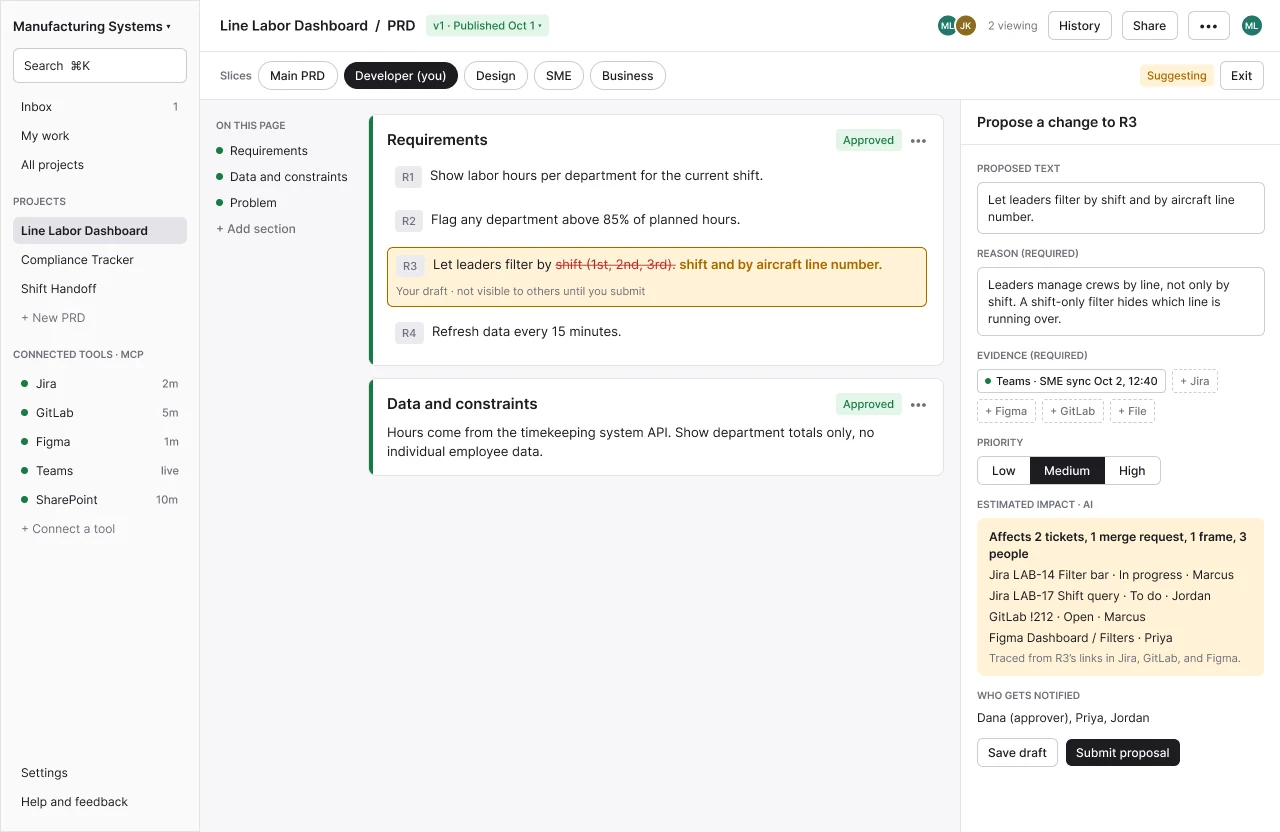 Manufacturing Systems ▾
Search ⌘K
Inbox 1
My work
All projects
PROJECTS
Line Labor Dashboard
Compliance Tracker
Shift Handoff
+ New PRD
CONNECTED TOOLS · MCP
Jira 2m
GitLab 5m
Figma 1m
Teams live
SharePoint 10m
+ Connect a tool
Settings
Help and feedback
Line Labor Dashboard / PRD v1 · Published Oct 1 ▾
ML JK 2 viewing History Share ••• ML
Slices Main PRD Developer (you) Design SME Business
Suggesting Exit
ON THIS PAGE
Requirements
Data and constraints
Problem
+ Add section
Requirements Approved •••
R1 Show labor hours per department for the current shift.
R2 Flag any department above 85% of planned hours.
R3 Let leaders filter by shift (1st, 2nd, 3rd). shift and by aircraft line number.
Your draft · not visible to others until you submit
R4 Refresh data every 15 minutes.
Data and constraints Approved •••
Hours come from the timekeeping system API. Show department totals only, no
individual employee data.
Propose a change to R3
PROPOSED TEXT
Let leaders filter by shift and by aircraft line
number.
REASON (REQUIRED)
Leaders manage crews by line, not only by
shift. A shift-only filter hides which line is
running over.
EVIDENCE (REQUIRED)
Teams · SME sync Oct 2, 12:40 + Jira
+ Figma + GitLab + File
PRIORITY
Low Medium High
ESTIMATED IMPACT · AI
Affects 2 tickets, 1 merge request, 1 frame, 3
people
Jira LAB-14 Filter bar · In progress · Marcus
Jira LAB-17 Shift query · To do · Jordan
GitLab !212 · Open · Marcus
Figma Dashboard / Filters · Priya
Traced from R3’s links in Jira, GitLab, and Figma.
WHO GETS NOTIFIED
Dana (approver), Priya, Jordan
Save draft Submit proposal